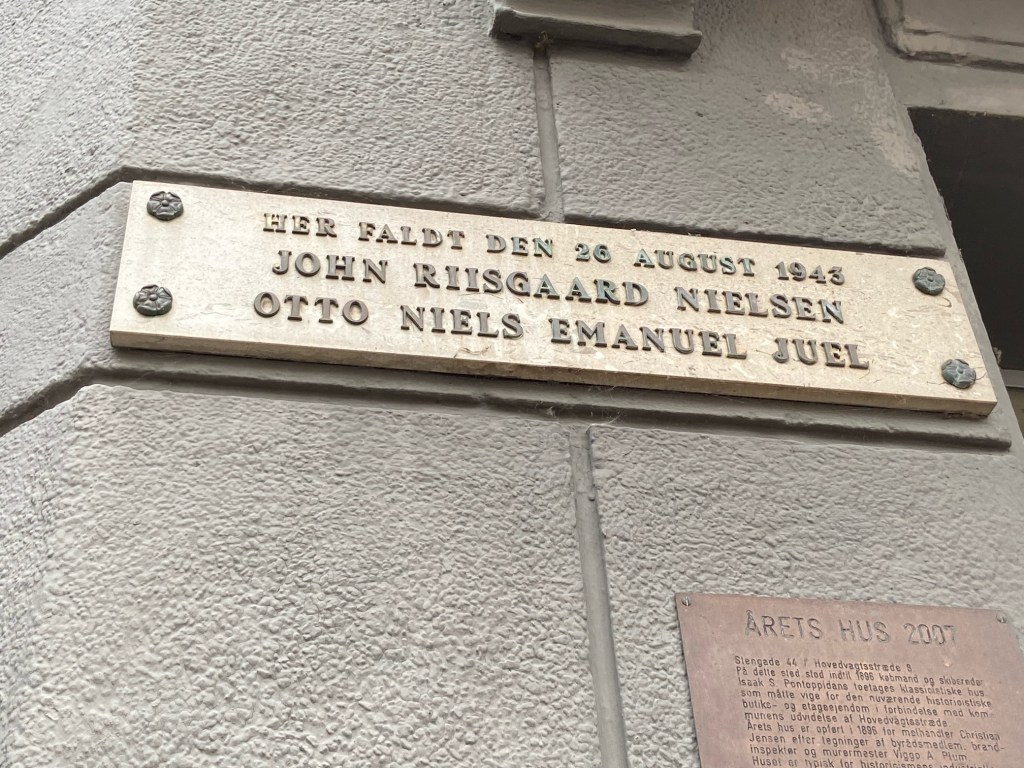 HER FALDT DEN 26 AUGUST 1943
JOHN RIISGAARD NIELSEN
OTTO NIELS EMANUEL JUEL
ÅRETS HUS 2007
Stengade 44 / Hovedvagtsstræde 8
På dette sted stod indtil 1896 købmand og skibsreder
Isaak S. Pontoppidans toetages klassicistiske hus,
som måtte vige for den nuværende historicistiske
butiks- og etageejendom i forbindelse med kom-
munens udvidelse af Hovedvagtsstræde.
Årets hus er opført i 1896 for melhandler Christian
Jensen efter tegninger af byrådsmedlem, brand-
inspektør og murermester Viggo A. Plum.
Huset er typisk for historicismens